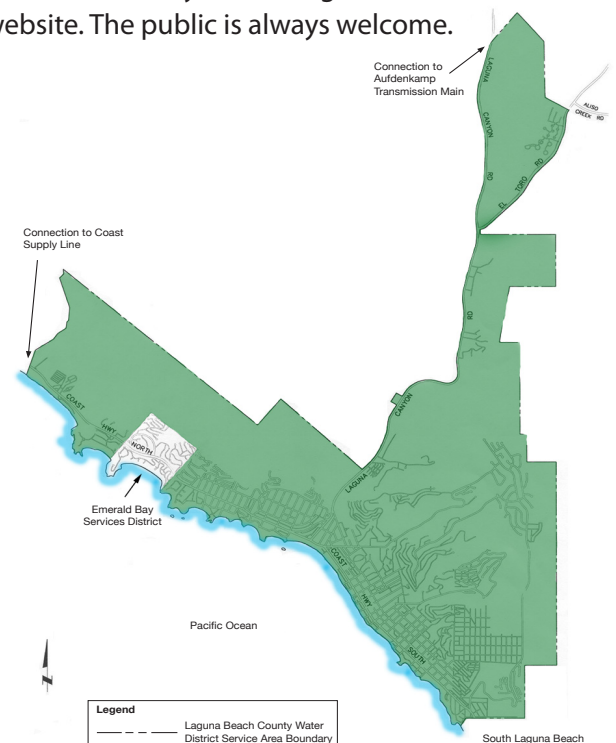 website. The public is always welcome.
Connection to
Aufdenkamp
Transmission Main
LAGUNA
CANYON
RD
ALISO
CREEK RD
EL
TORO
RD
Connection to Coast
Supply Line
RD
CANYON
LAGUNA
COAST
HWY
NORTH
Emerald Bay
Services District
COAST
HWY
SOUTH
Pacific Ocean
N
Legend
Laguna Beach County Water
District Service Area Boundary
South Laguna Beach